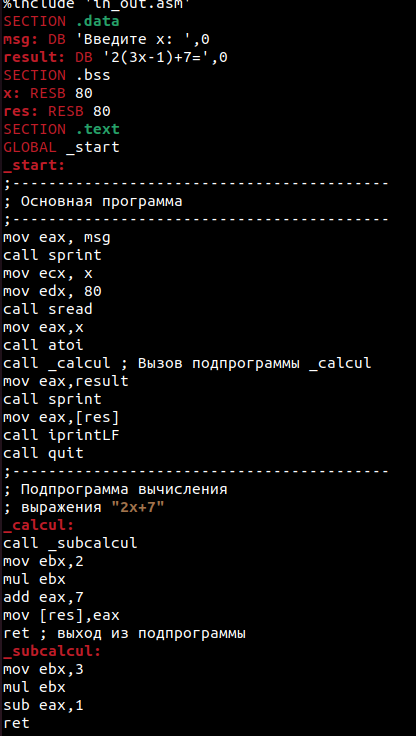 %include 'in_out.asm'
SECTION .data
msg: DB 'Введите x: ',0
result: DB '2(3x-1)+7=',0
SECTION .bss
x: RESB 80
res: RESB 80
SECTION .text
GLOBAL _start
_start:
;------------------------------------------
; Основная программа
;------------------------------------------
mov eax, msg
call sprint
mov ecx, x
mov edx, 80
call sread
mov eax,x
call atoi
call _calcul ; Вызов подпрограммы _calcul
mov eax,result
call sprint
mov eax,[res]
call iprintLF
call quit
;------------------------------------------
; Подпрограмма вычисления
; выражения "2x+7"
_calcul:
call _subcalcul
mov ebx,2
mul ebx
add eax,7
mov [res],eax
ret ; выход из подпрограммы
_subcalcul:
mov ebx,3
mul ebx
sub eax,1
ret